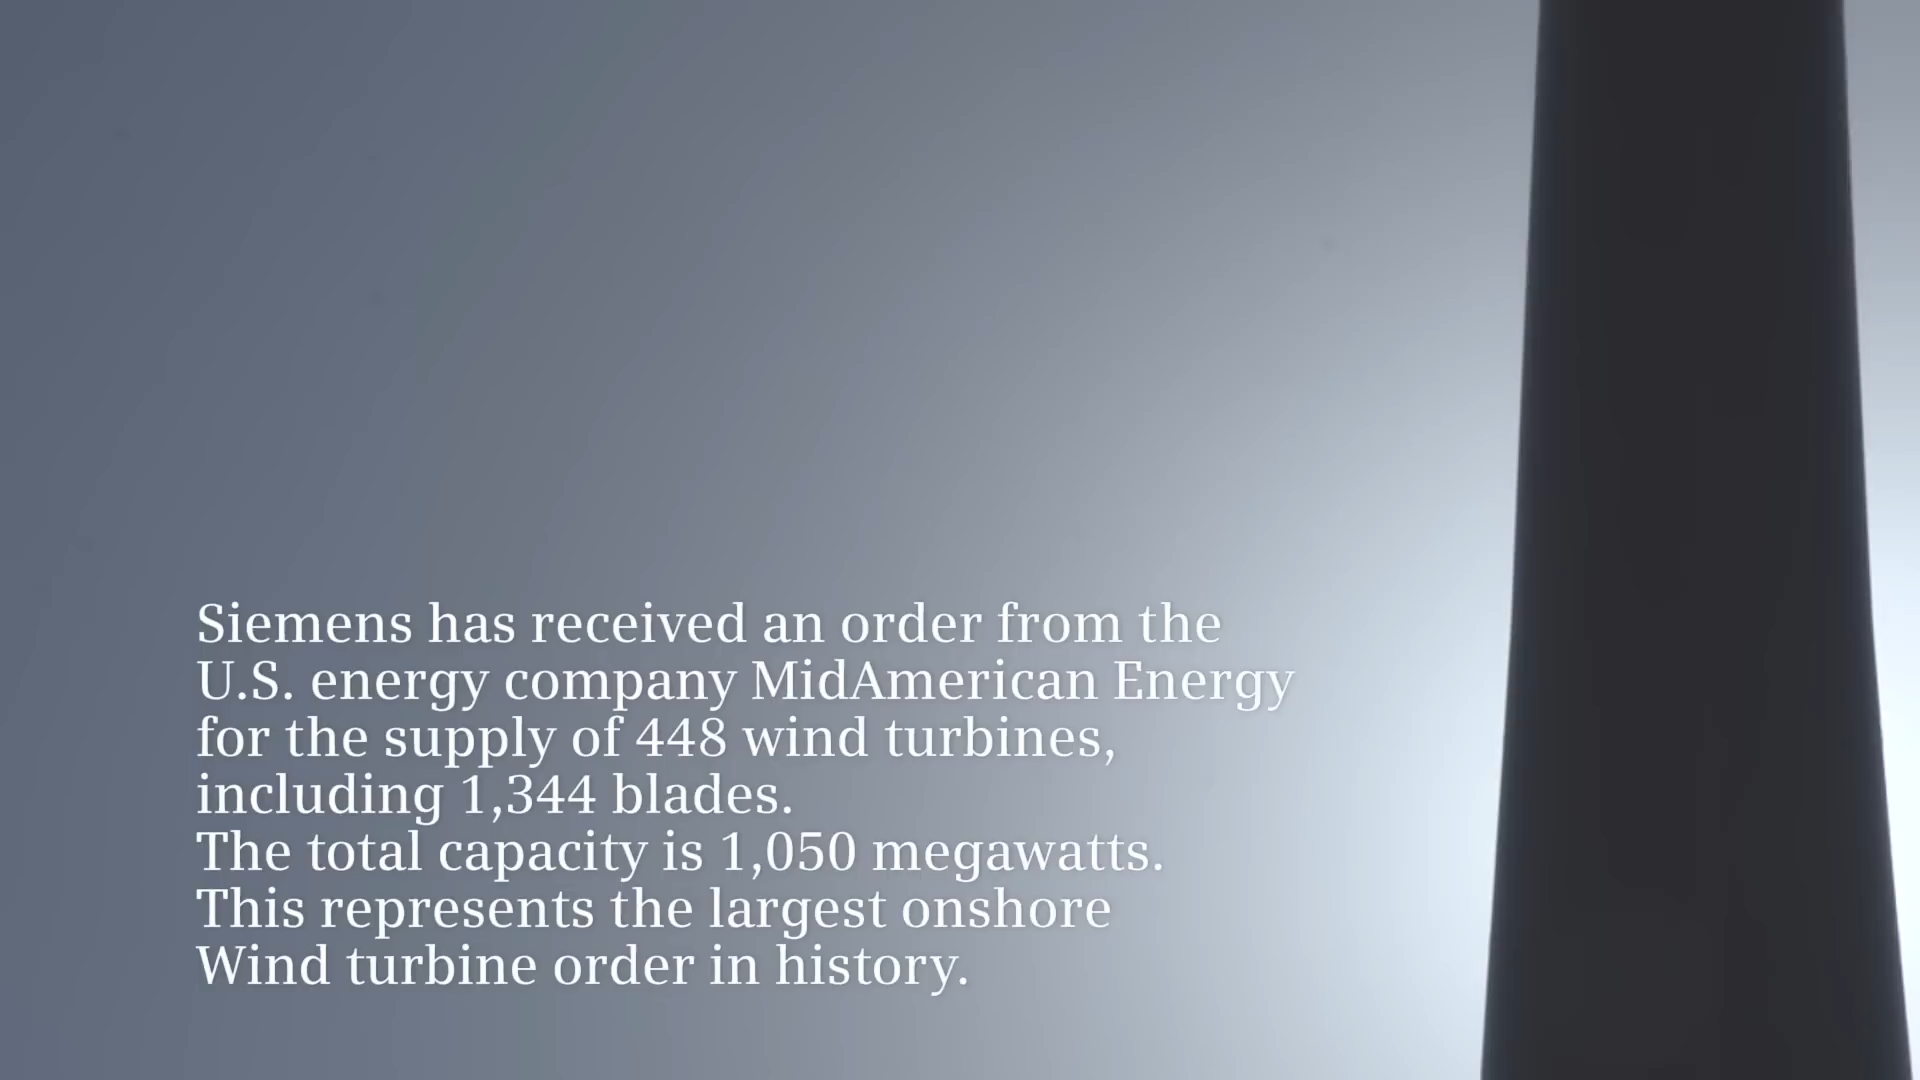 Siemens has received an order from the
U.S. energy company MidAmerican Energy
for the supply of 448 wind turbines,
including 1,344 blades.
The total capacity is 1,050 megawatts.
This represents the largest onshore
Wind turbine order in history.